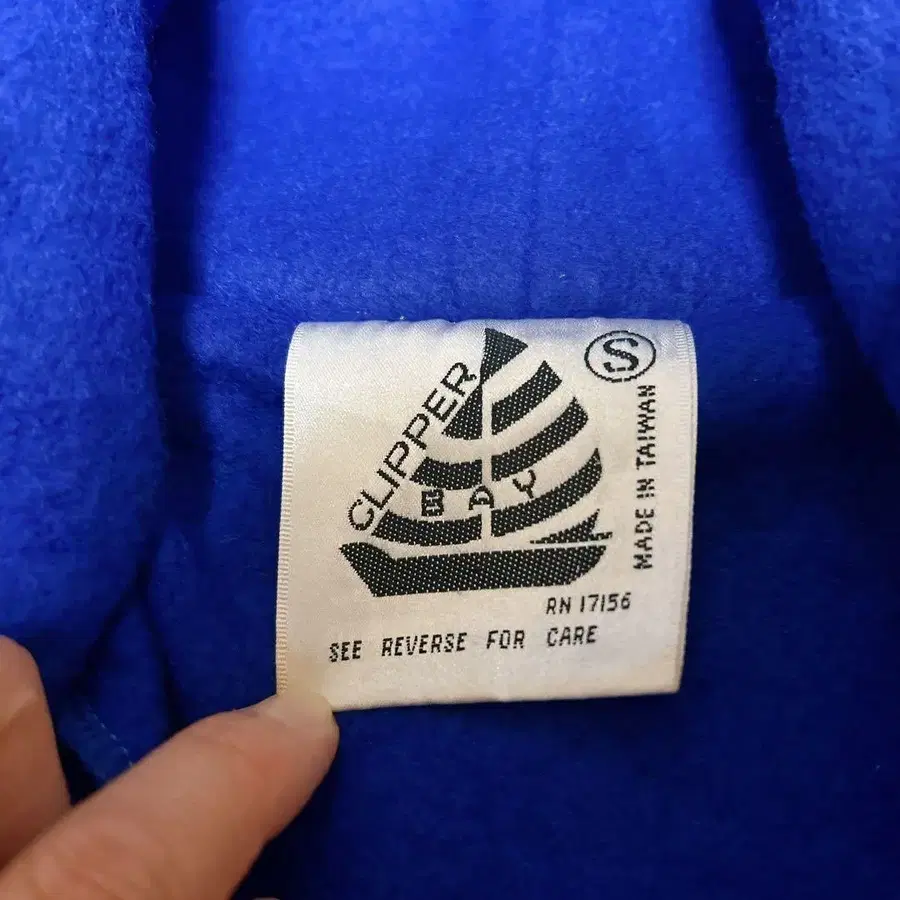 CLIPPER
BAY
S
MADE IN TAIWAN
RN 17156
SEE REVERSE FOR CARE